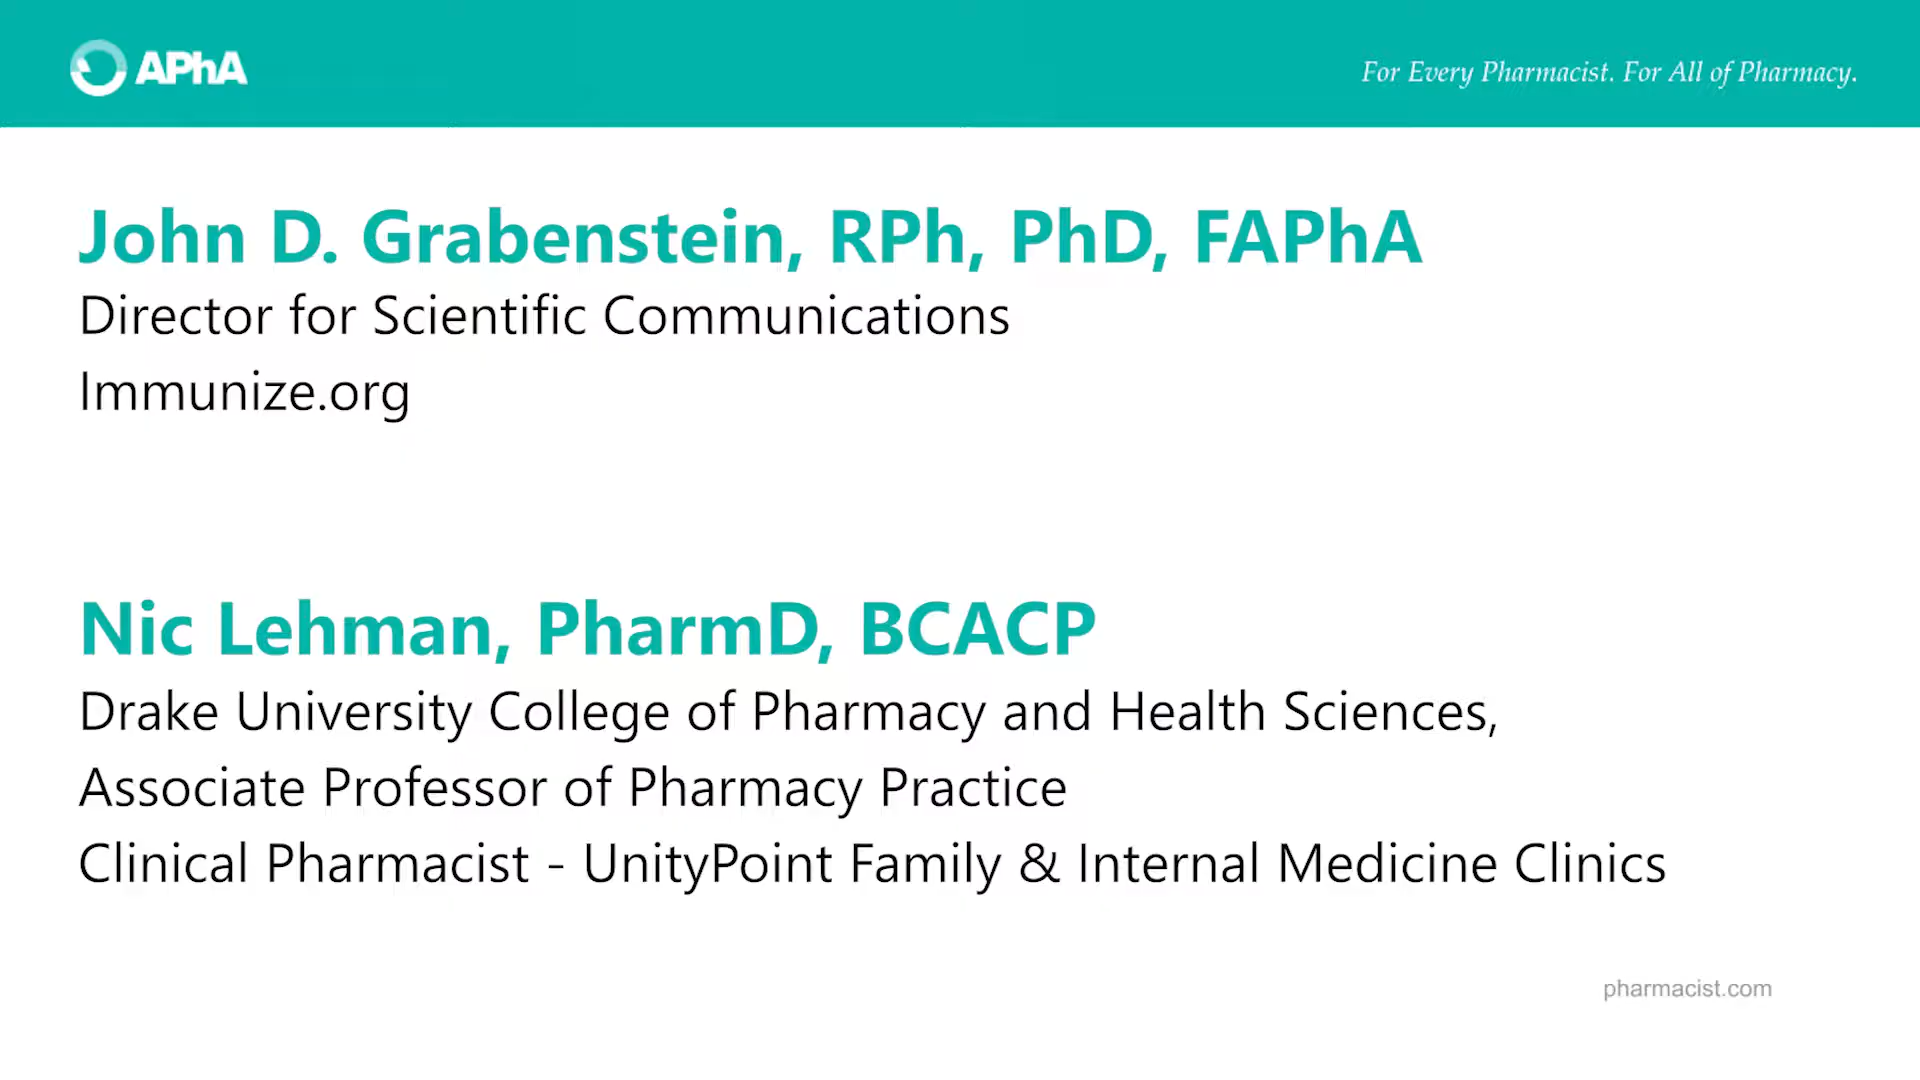 APhA
For Every Pharmacist. For All of Pharmacy.
John D. Grabenstein, RPh, PhD, FAPhA
Director for Scientific Communications
Immunize.org
Nic Lehman, PharmD, BCACP
Drake University College of Pharmacy and Health Sciences,
Associate Professor of Pharmacy Practice
Clinical Pharmacist - UnityPoint Family & Internal Medicine Clinics
pharmacist.com